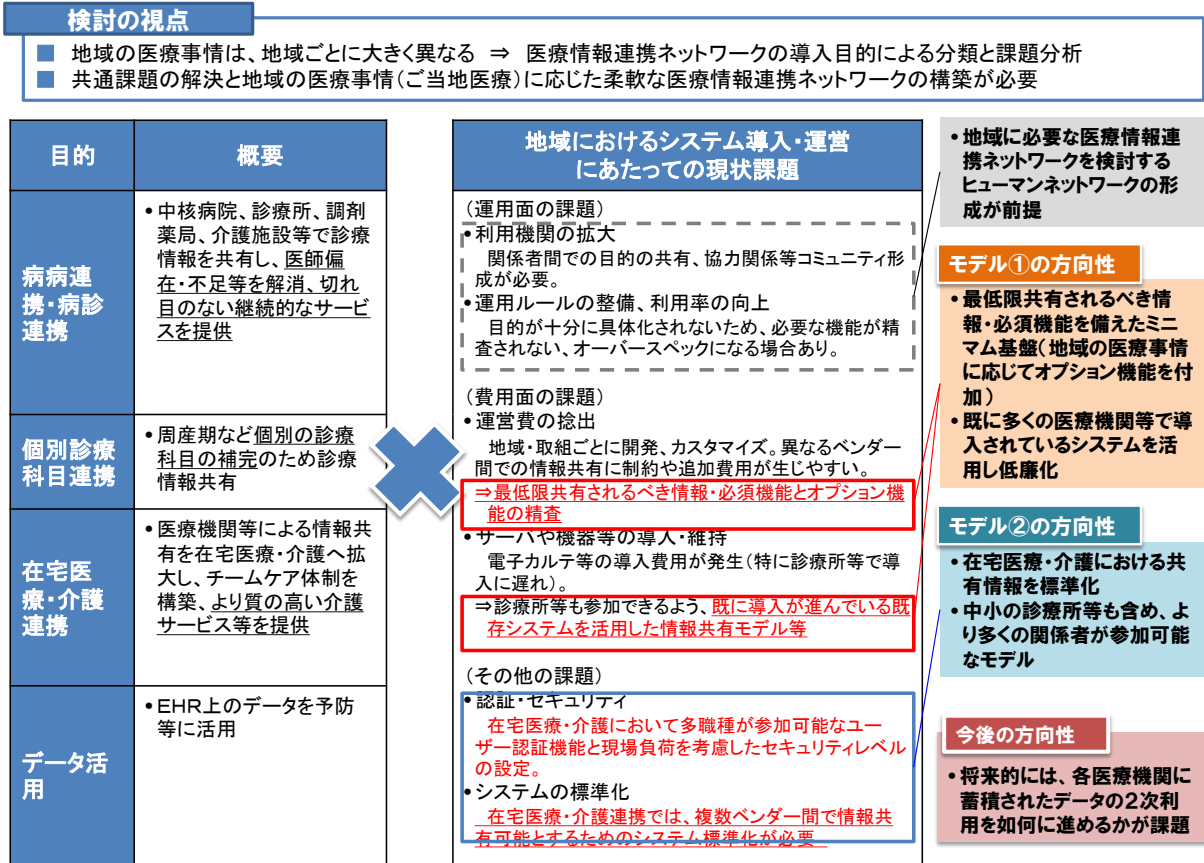 検討の視点
■ 地域の医療事情は、地域ごとに大きく異なる ⇒ 医療情報連携ネットワークの導入目的による分類と課題分析
■ 共通課題の解決と地域の医療事情(ご当地医療)に応じた柔軟な医療情報連携ネットワークの構築が必要
目的
概要
病病連
携・病診
連携
•中核病院、診療所、調剤
薬局、介護施設等で診療
情報を共有し、医師偏
在・不足等を解消、切れ
目のない継続的なサービ
スを提供
個別診療
科目連携
•周産期など個別の診療
科目の補完のため診療
情報共有
在宅医
療・介護
連携
•医療機関等による情報共
有を在宅医療・介護へ拡
大し、チームケア体制を
構築、より質の高い介護
サービス等を提供
データ活
用
•EHR上のデータを予防
等に活用
地域におけるシステム導入・運営
にあたっての現状課題
(運用面の課題)
•利用機関の拡大
関係者間での目的の共有、協力関係等コミュニティ形
成が必要。
•運用ルールの整備、利用率の向上
目的が十分に具体化されないため、必要な機能が精
査されない、オーバースペックになる場合あり。
(費用面の課題)
•運営費の捻出
地域・取組ごとに開発、カスタマイズ。異なるベンダー
間での情報共有に制約や追加費用が生じやすい。
⇒最低限共有されるべき情報・必須機能とオプション機
能の精査
•サーバや機器等の導入・維持
電子カルテ等の導入費用が発生(特に診療所等で導
入に遅れ)。
⇒診療所等も参加できるよう、既に導入が進んでいる既
存システムを活用した情報共有モデル等
(その他の課題)
•認証・セキュリティ
在宅医療・介護において多職種が参加可能なユー
ザー認証機能と現場負荷を考慮したセキュリティレベル
の設定。
•システムの標準化
在宅医療・介護連携では、複数ベンダー間で情報共
有可能とするためのシステム標準化が必要
•地域に必要な医療情報連
携ネットワークを検討する
ヒューマンネットワークの形
成が前提
モデル①の方向性
•最低限共有されるべき情
報・必須機能を備えたミニ
マム基盤(地域の医療事情
に応じてオプション機能を付
加)
•既に多くの医療機関等で導
入されているシステムを活
用し低廉化
モデル②の方向性
•在宅医療・介護における共
有情報を標準化
•中小の診療所等も含め、よ
り多くの関係者が参加可能
なモデル
今後の方向性
•将来的には、各医療機関に
蓄積されたデータの2次利
用を如何に進めるかが課題